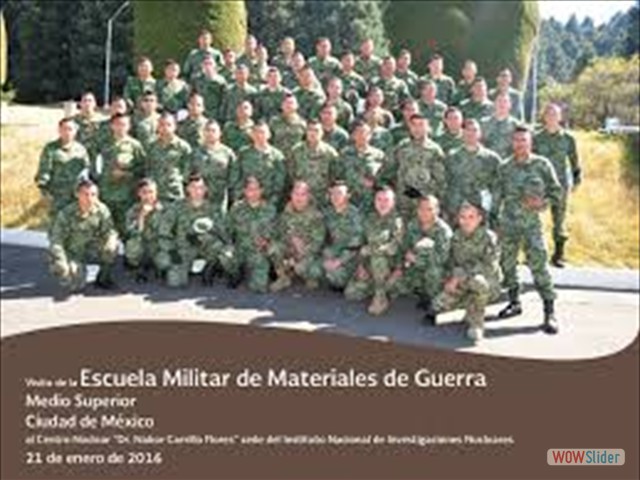 Visita de la Escuela Militar de Materiales de Guerra
Medio Superior
Ciudad de México
al Centro Nuclear "Dr. Nabor Carrillo Flores" sede del Instituto Nacional de Investigaciones Nucleares
21 de enero de 2016
WOWSlider